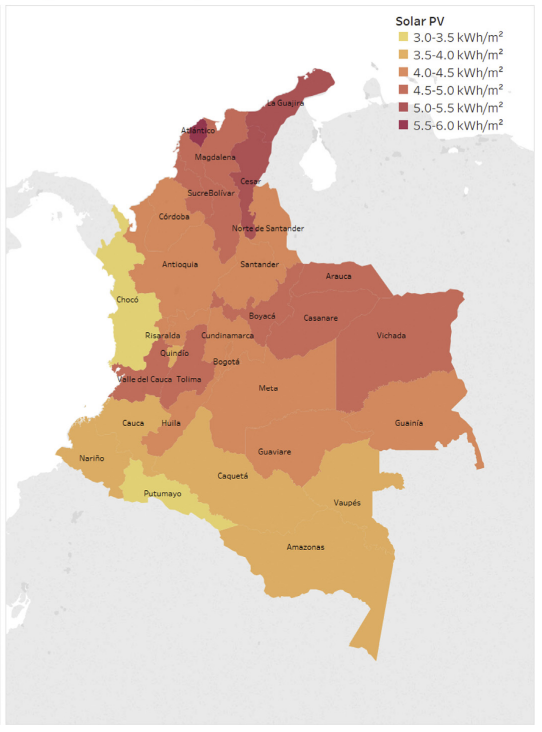 Solar PV
3.0-3.5 kWh/m²
3.5-4.0 kWh/m²
4.0-4.5 kWh/m²
4.5-5.0 kWh/m²
5.0-5.5 kWh/m²
5.5-6.0 kWh/m²
La Guajira
Atlántico
Magdalena
Cesar
Sucre
Bolívar
Córdoba
Norte de Santander
Antioquia
Santander
Arauca
Chocó
Boyacá
Casanare
Risaralda
Cundinamarca
Vichada
Quindío
Bogotá
Valle del Cauca
Tolima
Meta
Cauca
Huila
Guainía
Nariño
Guaviare
Caquetá
Putumayo
Vaupés
Amazonas